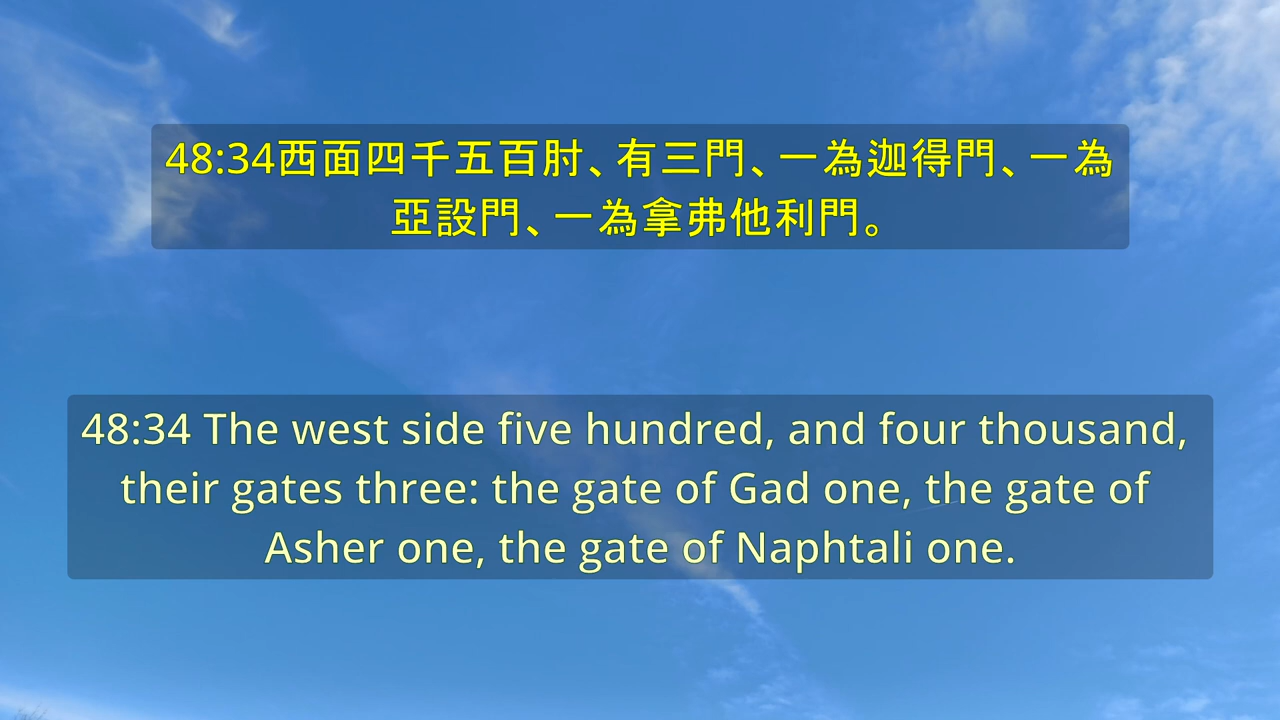 48:34西面四千五百肘、有三門、一為迦得門、一為
亞設門、一為拿弗他利門。
48:34 The west side five hundred, and four thousand,
their gates three: the gate of Gad one, the gate of
Asher one, the gate of Naphtali one.